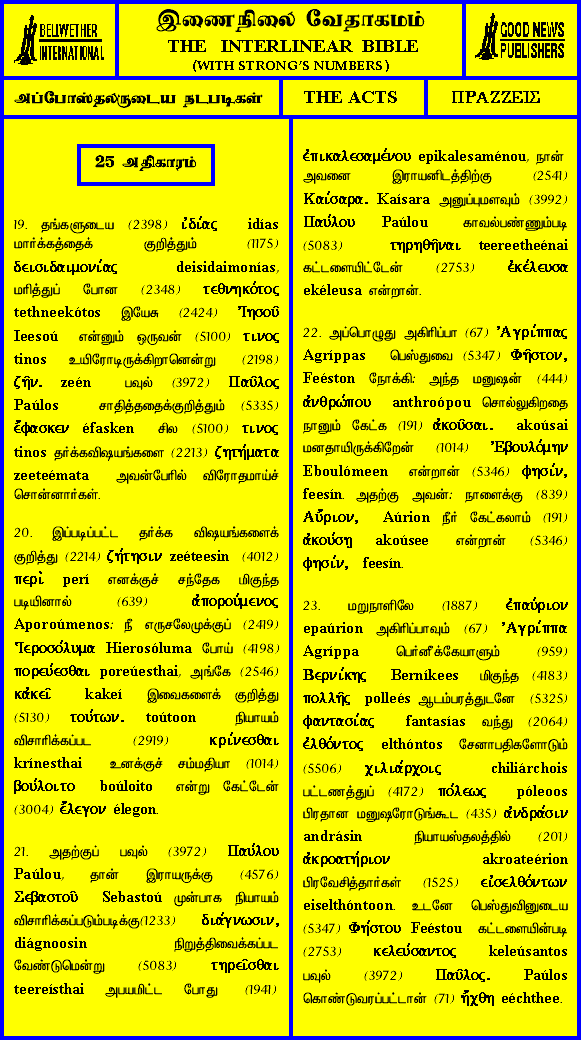 BELLWETHER
INTERNATIONAL
இணைநிலை வேதாகமம்
THE INTERLINEAR BIBLE
(WITH STRONG'S NUMBERS)
GOOD NEWS
PUBLISHERS
அப்போஸ்தலருடைய நடபடிகள்
THE ACTS
ΠΡΑΞΕΙΣ
25 அதிகாரம்
19. தங்களுடைய (2398) ἰδίας idías
மார்க்கத்தைக் குறித்தும் (1175)
δεισιδαιμονίας deisidaimonías,
மரித்துப் போன (2348) τεθνηκότος
tethneekótos இயேசு (2424) Ἰησοῦ
Ieesoú என்னும் ஒருவன் (5100) τινος
tinos உயிரோடிருக்கிறானென்று (2198)
ζῆν. zeén பவுல் (3972) Παῦλος
Paúlos சாதித்ததைக்குறித்தும் (5335)
ἔφασκεν éfasken சில (5100) τινος
tinos தர்க்கவிஷயங்களை (2213) ζητήματα
zeeteémata அவன்பேரில் விரோதமாய்ச்
சொன்னார்கள்.
20. இப்படிப்பட்ட தர்க்க விஷயங்களைக்
குறித்து (2214) ζήτησιν zeéteesin (4012)
περὶ perí எனக்குச் சந்தேக மிகுந்த
படியினால் (639) ἀπορούμενος
Aporoúmenos: நீ எருசலேமுக்குப் (2419)
Ἱεροσόλυμα Hierosóluma போய் (4198)
πορεύεσθαι poreúesthai, அங்கே (2546)
κἀκεῖ kakeí இவைகளைக் குறித்து
(5130) τούτων. toútoon நியாயம்
விசாரிக்கப்பட (2919) κρίνεσθαι
krínesthai உனக்குச் சம்மதியா (1014)
βούλοιτο boúloito என்று கேட்டேன்
(3004) ἔλεγον élegon.
21. அதற்குப் பவுல் (3972) Παύλου
Paúlou, தான் இராயருக்கு (4576)
Σεβαστοῦ Sebastoú முன்பாக நியாயம்
விசாரிக்கப்படும்படிக்கு(1233) διάγνωσιν,
diágnoosin நிறுத்திவைக்கப்பட
வேண்டுமென்று (5083) τηρεῖσθαι
teereísthai அபயமிட்ட போது (1941)
ἐπικαλεσαμένου epikalesaménou, நான்
அவனை இராயனிடத்திற்கு (2541)
Καίσαρα. Kaísara அனுப்புமளவும் (3992)
Παύλου Paúlou காவல்பண்ணும்படி
(5083) τηρηθῆναι teereetheénai
கட்டளையிட்டேன் (2753) ἐκέλευσα
ekéleusa என்றான்.
22. அப்பொழுது அகிரிப்பா (67) Ἀγρίππας
Agríppas பெஸ்துவை (5347) Φῆστον,
Feéston நோக்கி: அந்த மனுஷன் (444)
ἀνθρώπου anthroópou சொல்லுகிறதை
நானும் கேட்க (191) ἀκοῦσαι. akoúsai
மனதாயிருக்கிறேன் (1014) Ἐβουλόμην
Eboulómeen என்றான் (5346) φησίν,
feesín. அதற்கு அவன்: நாளைக்கு (839)
Αὔριον, Aúrion நீர் கேட்கலாம் (191)
ἀκούσῃ akoúsee என்றான் (5346)
φησίν, feesín.
23. மறுநாளிலே (1887) ἐπαύριον
epaúrion அகிரிப்பாவும் (67) Ἀγρίππα
Agríppa பெர்னீக்கேயாளும் (959)
Βερνίκης Berníkees மிகுந்த (4183)
πολλῆς polleés ஆடம்பரத்துடனே (5325)
φαντασίας fantasías வந்து (2064)
ἐλθόντος elthóntos சேனாபதிகளோடும்
(5506) χιλιάρχοις chiliárchois
பட்டணத்துப் (4172) πόλεως póleoos
பிரதான மனுஷரோடுங்கூட (435) ἀνδράσιν
andrásin நியாயஸ்தலத்தில் (201)
ἀκροατήριον akroateérion
பிரவேசித்தார்கள் (1525) εἰσελθόντων
eiselthóntoon. உடனே பெஸ்துவினுடைய
(5347) Φήστου Feéstou கட்டளையின்படி
(2753) κελεύσαντος keleúsantos
பவுல் (3972) Παῦλος. Paúlos
கொண்டுவரப்பட்டான் (71) ἤχθη eéchthee.